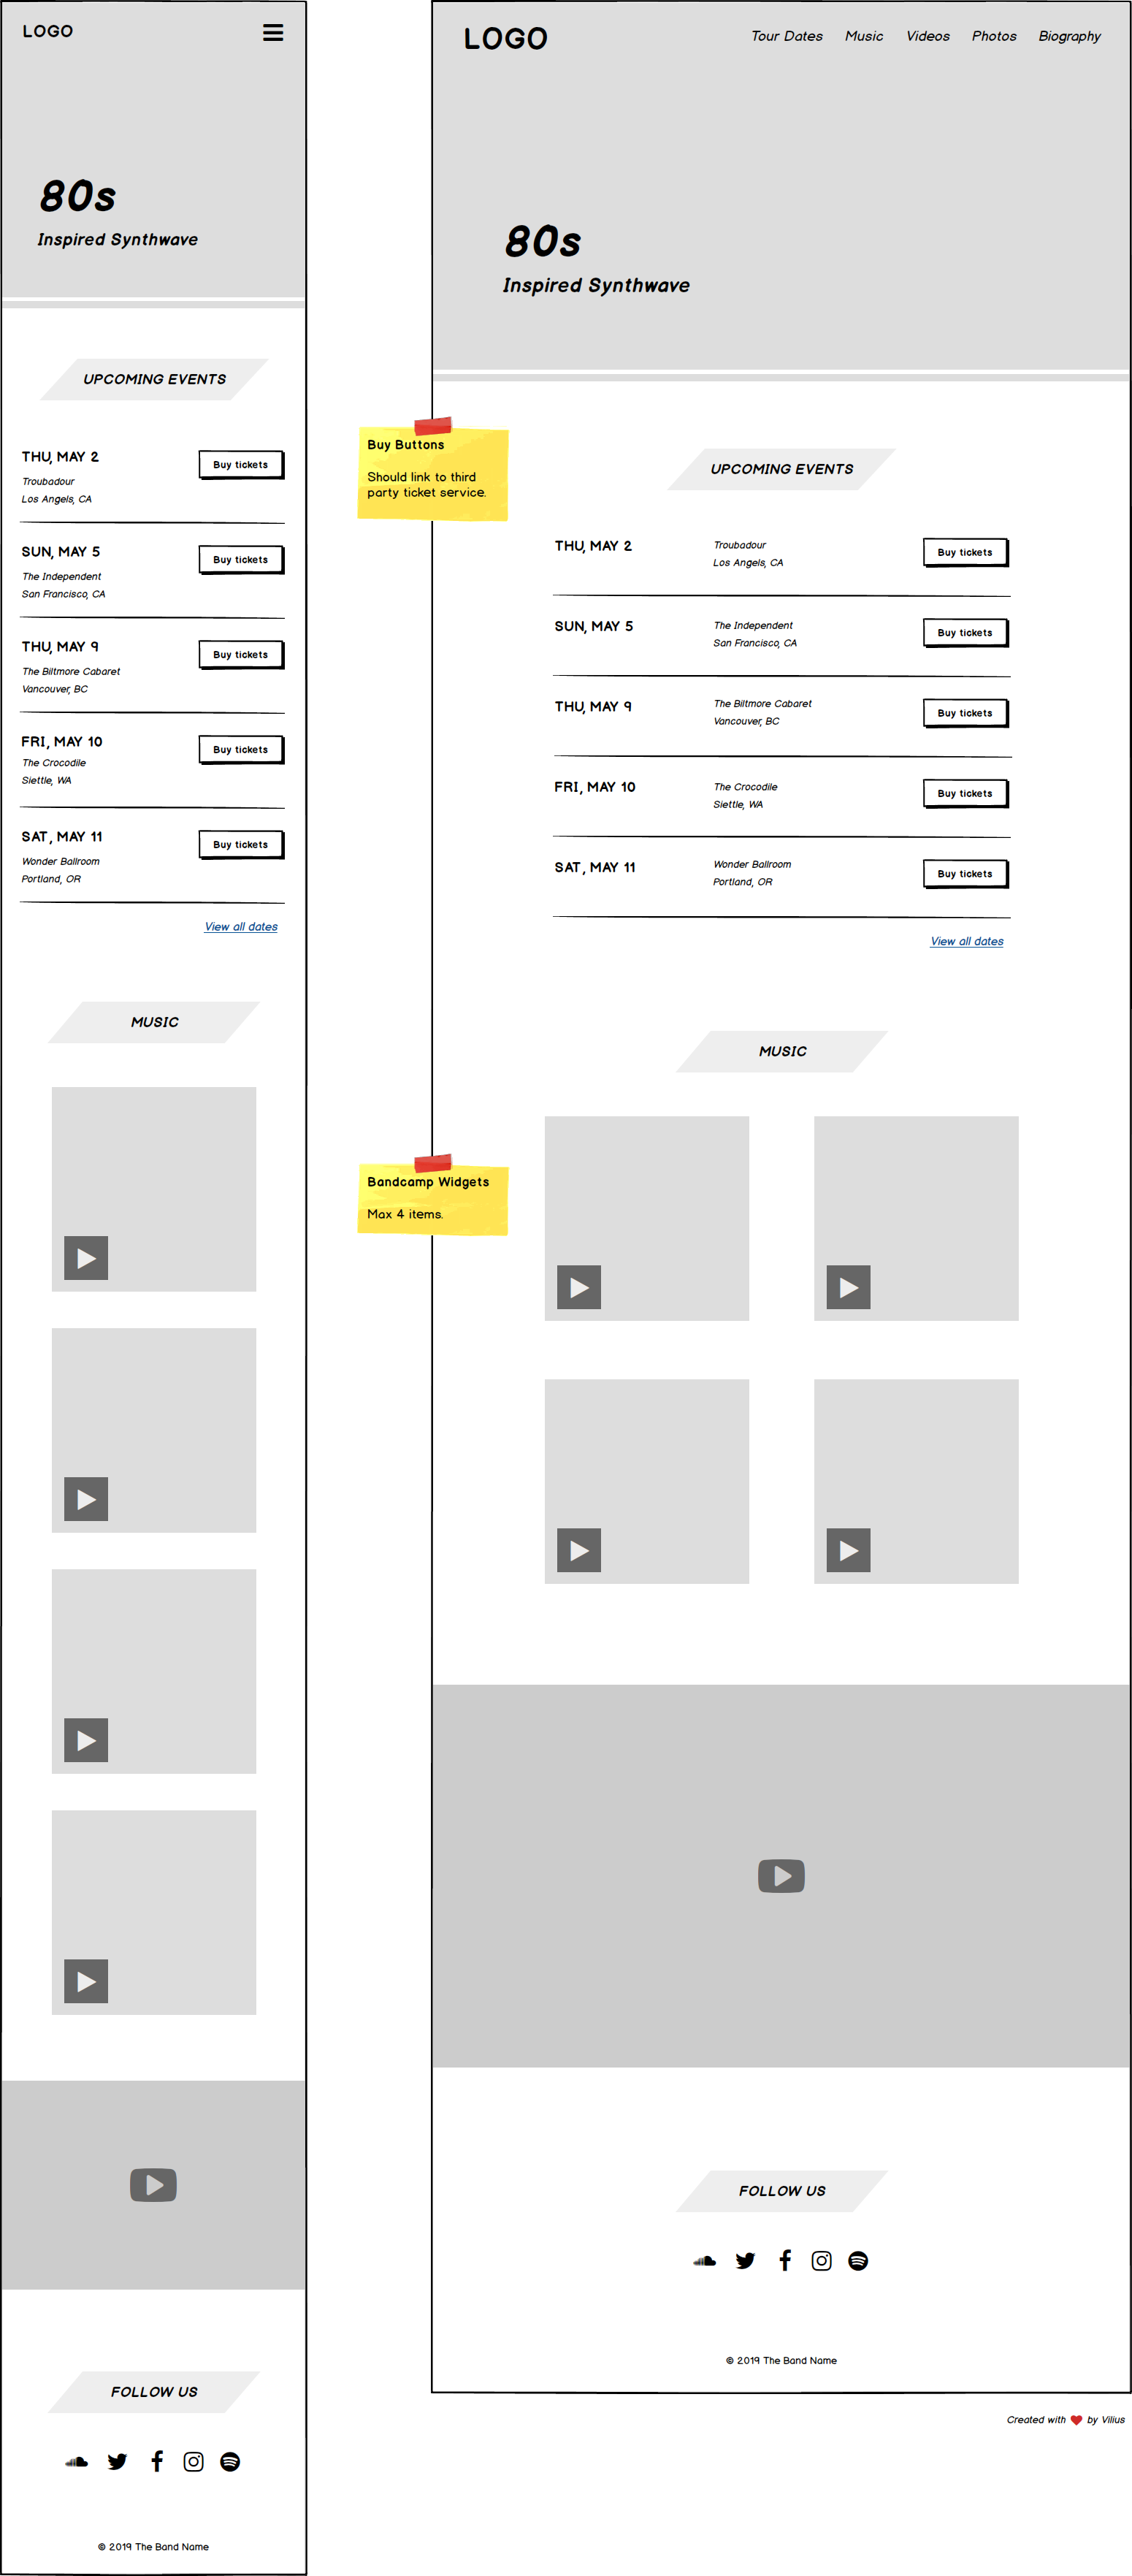 LOGO
80s
Inspired Synthwave
UPCOMING EVENTS
THU, MAY 2
Troubadour
Los Angels, CA
Buy tickets
SUN, MAY 5
The Independent
San Francisco, CA
Buy tickets
THU, MAY 9
The Biltmore Cabaret
Vancouver, BC
Buy tickets
FRI, MAY 10
The Crocodile
Siettle, WA
Buy tickets
SAT, MAY 11
Wonder Ballroom
Portland, OR
Buy tickets
View all dates
MUSIC
FOLLOW US
© 2019 The Band Name
Buy Buttons
Should link to third
party ticket service.
Bandcamp Widgets
Max 4 items.
LOGO
Tour Dates Music Videos Photos Biography
80s
Inspired Synthwave
UPCOMING EVENTS
THU, MAY 2
Troubadour
Los Angels, CA
Buy tickets
SUN, MAY 5
The Independent
San Francisco, CA
Buy tickets
THU, MAY 9
The Biltmore Cabaret
Vancouver, BC
Buy tickets
FRI, MAY 10
The Crocodile
Siettle, WA
Buy tickets
SAT, MAY 11
Wonder Ballroom
Portland, OR
Buy tickets
View all dates
MUSIC
FOLLOW US
© 2019 The Band Name
Created with ❤ by Vilius